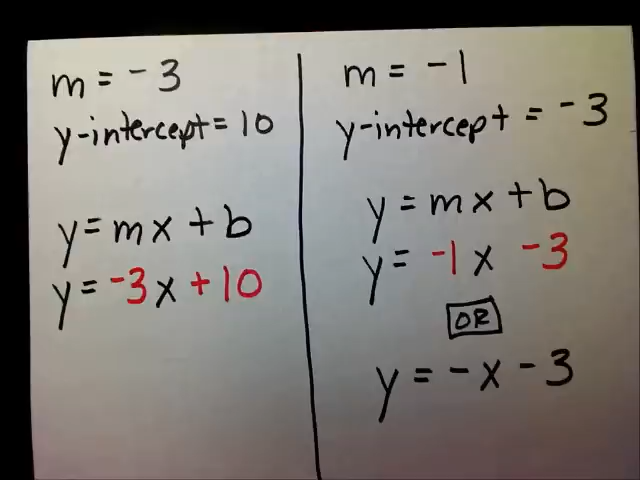 m = -3
y-intercept = 10
y = mx + b
y = -3x + 10
m = -1
y-intercept = -3
y = mx + b
y = -1x -3
OR
y = -x - 3